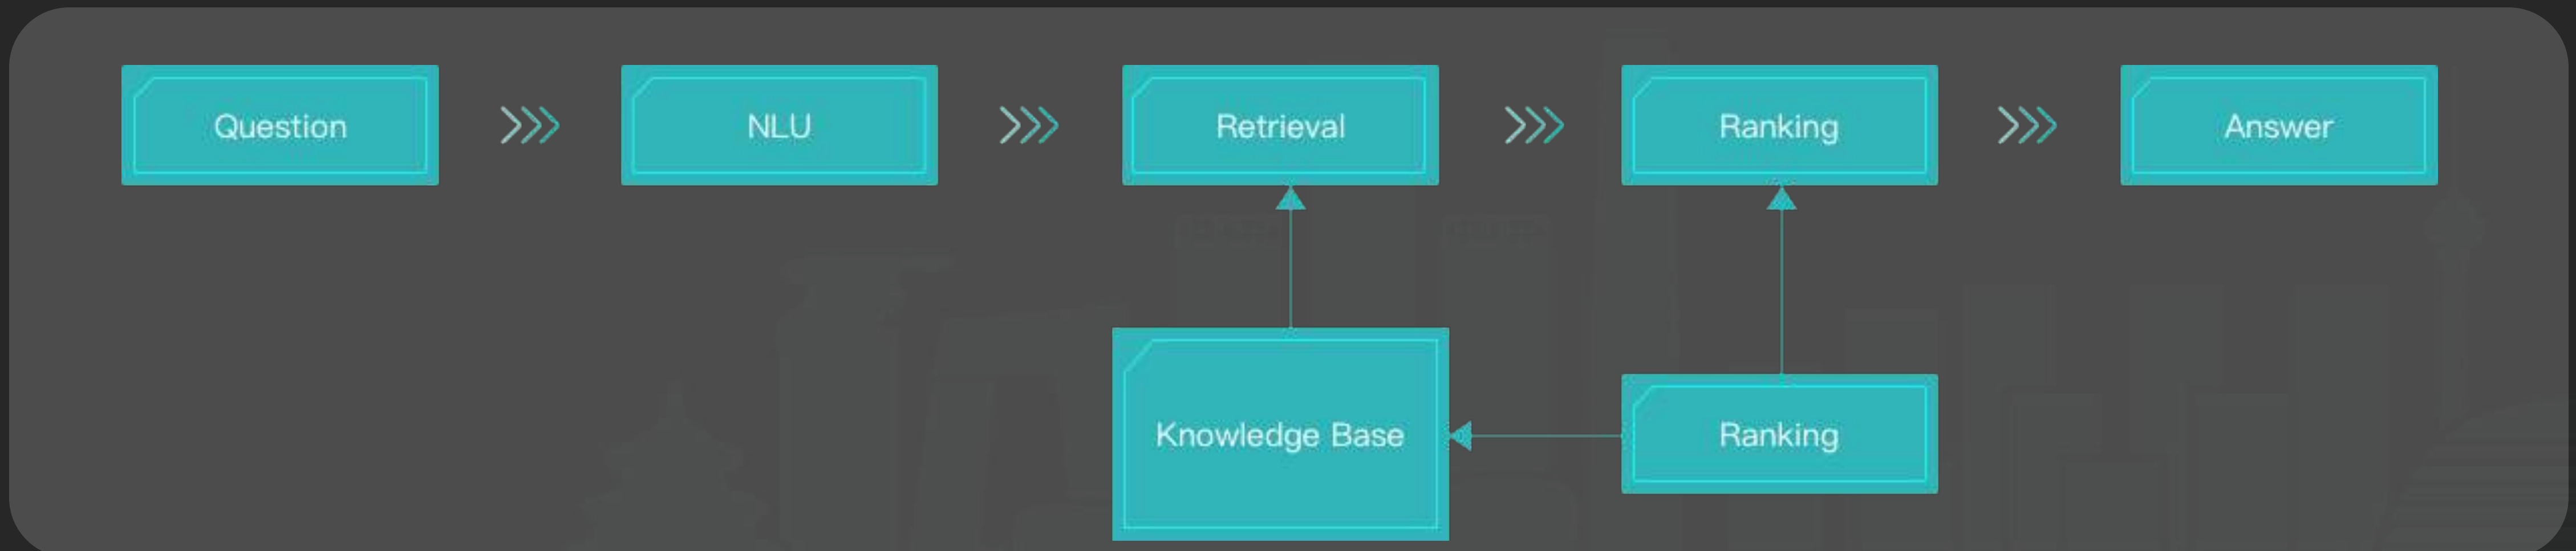 Question
NLU
Retrieval
Ranking
Answer
Knowledge Base
Ranking